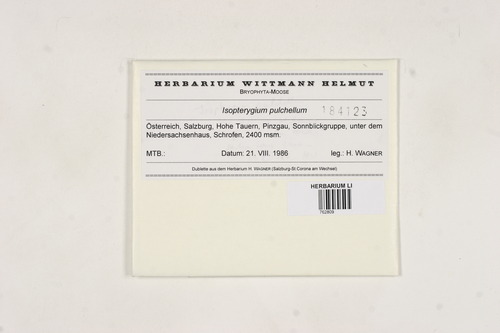 HERBARIUM WITTMANN HELMUT
BRYOPHYTA-MOOSE
Isopterygium pulchellum 184123
Österreich, Salzburg, Hohe Tauern, Pinzgau, Sonnblickgruppe, unter dem
Niedersachsenhaus, Schrofen, 2400 msm.
MTB.: Datum: 21. VIII. 1986 leg.: H. WAGNER
Dublette aus dem Herbarium H. WAGNER (Salzburg-St.Corona am Wechsel)
HERBARIUM LI
762809